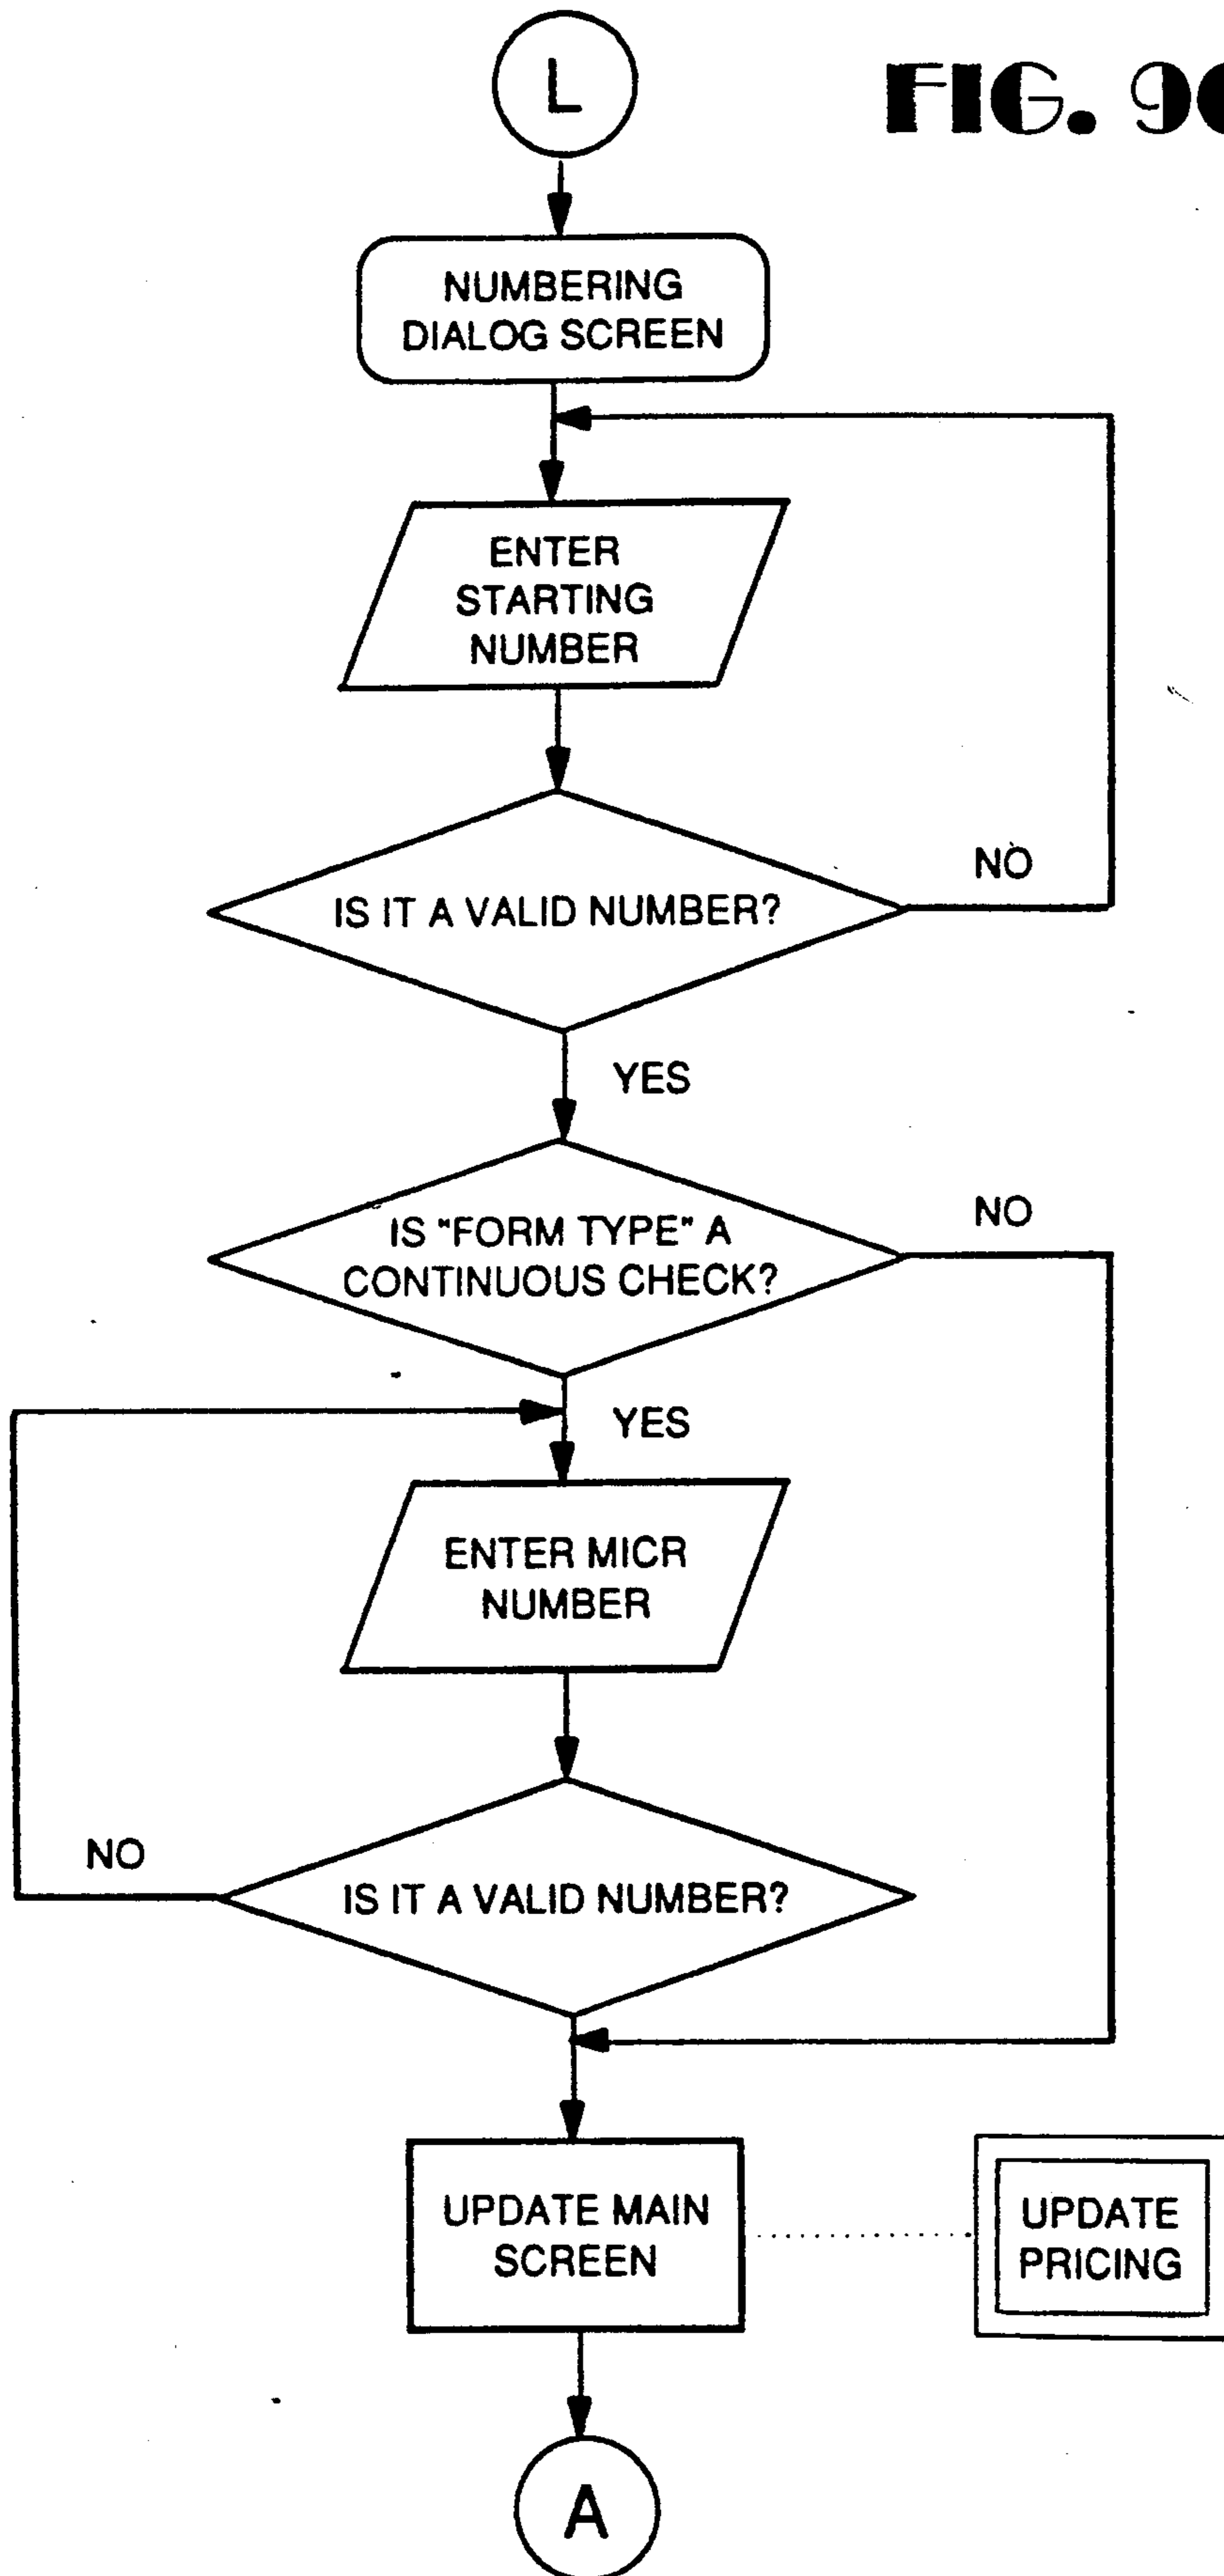 L
FIG.
NUMBERING
DIALOG SCREEN
ENTER
STARTING
NUMBER
IS IT A VALID NUMBER?
NO
YES
IS "FORM TYPE" A
CONTINUOUS CHECK?
NO
YES
ENTER MICR
NUMBER
IS IT A VALID NUMBER?
NO
UPDATE MAIN
SCREEN
UPDATE
PRICING
A